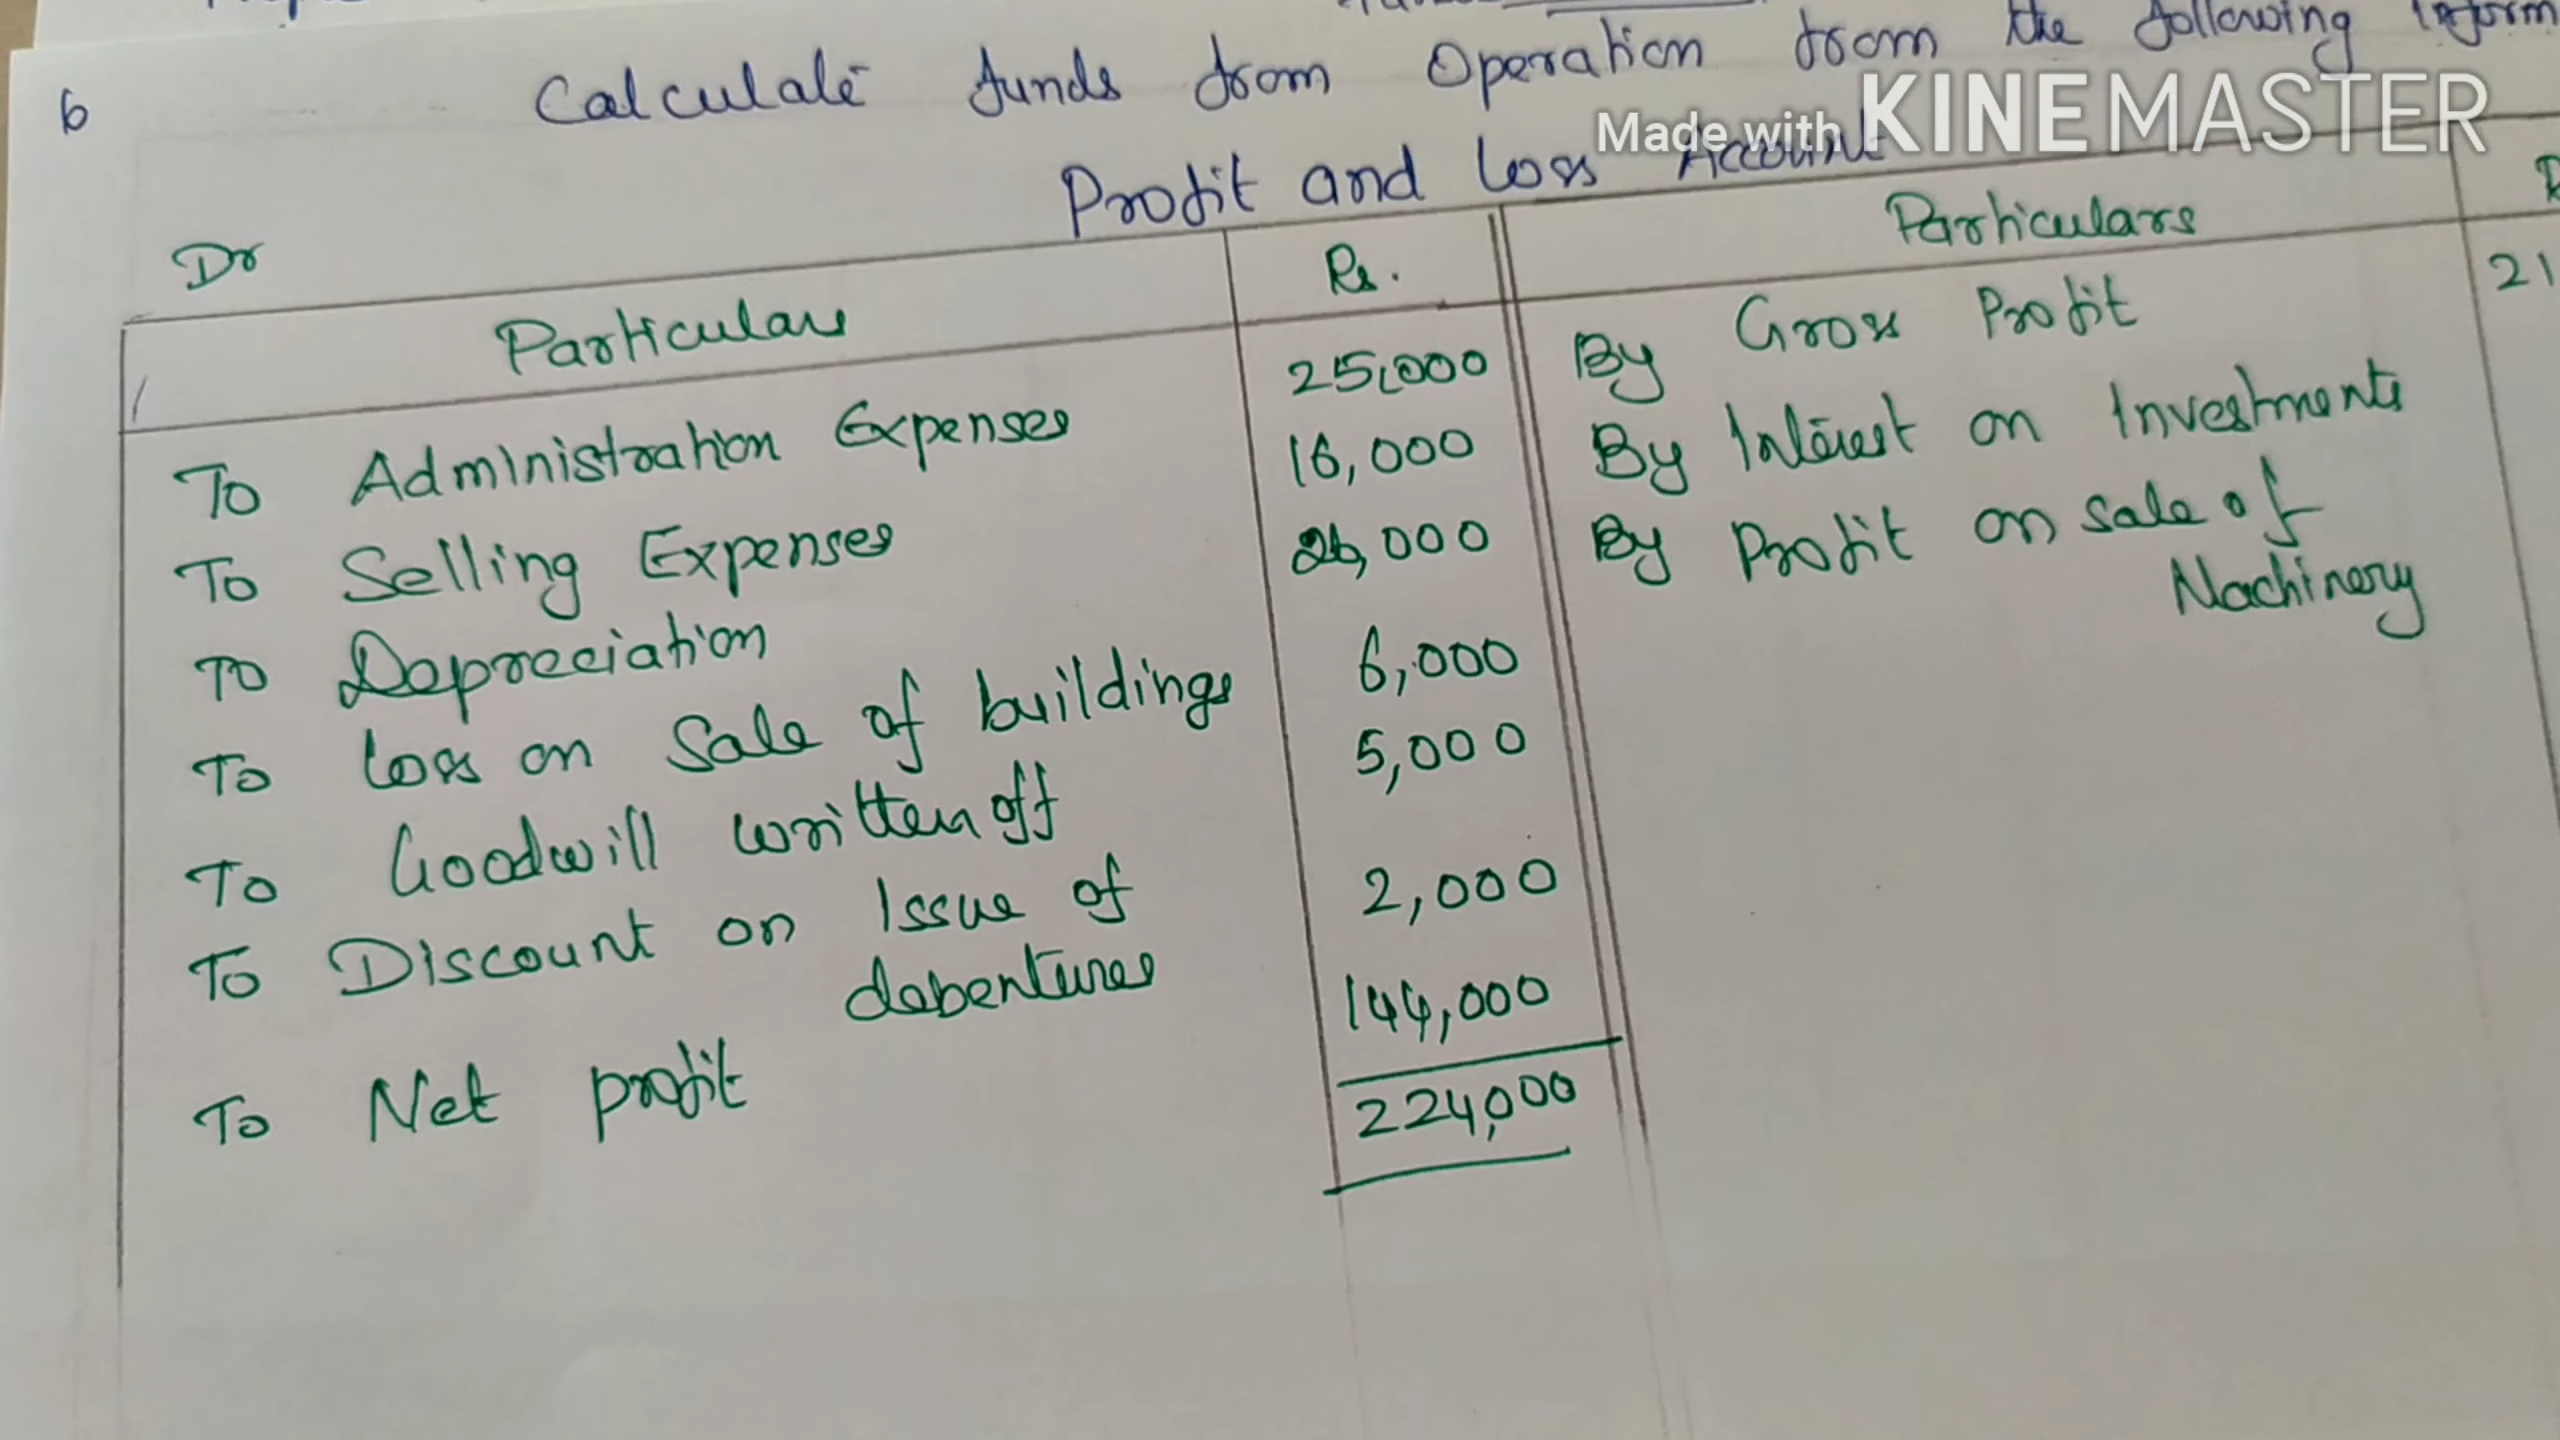 6 Calculate funds from Operation from the following Inform
Made with KINEMASTER
Profit and Loss Account
Dr
Particulars Rs. Particulars R
To Administration Expenses 25,000 By Gross Profit 21
To Selling Expenses 16,000 By Interest on Investments
To Depreciation 26,000 By Profit on sale of
Machinery
To Loss on Sale of buildings 6,000
To Goodwill written off 5,000
To Discount on Issue of
debentures 2,000
To Net profit 144,000
224,000